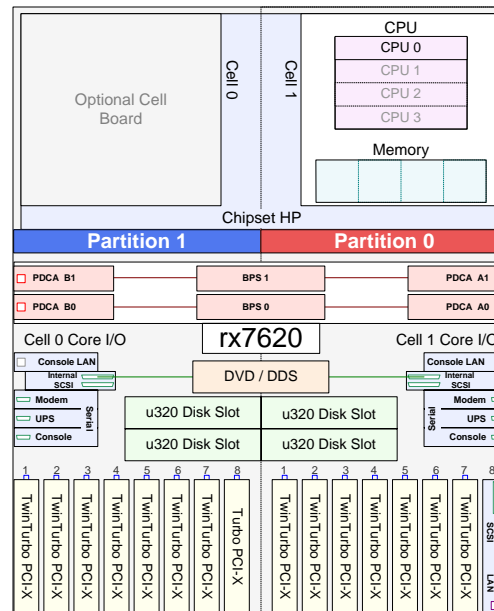 CPU
CPU 0
CPU 1
CPU 2
CPU 3
Cell 0
Cell 1
Optional Cell
Board
Memory
Chipset HP
Partition 1
Partition 0
PDCA B1
BPS 1
PDCA A1
PDCA B0
BPS 0
PDCA A0
rx7620
Cell 0 Core I/O
Cell 1 Core I/O
Console LAN
Console LAN
Internal
SCSI
DVD / DDS
Internal
SCSI
Modem
UPS
Console
Serial
Serial
Modem
UPS
Console
u320 Disk Slot
u320 Disk Slot
u320 Disk Slot
u320 Disk Slot
1 2 3 4 5 6 7 8
1 2 3 4 5 6 7 8
TwinTurbo PCI-X
TwinTurbo PCI-X
TwinTurbo PCI-X
TwinTurbo PCI-X
TwinTurbo PCI-X
TwinTurbo PCI-X
TwinTurbo PCI-X
Turbo PCI-X
TwinTurbo PCI-X
TwinTurbo PCI-X
TwinTurbo PCI-X
TwinTurbo PCI-X
TwinTurbo PCI-X
TwinTurbo PCI-X
TwinTurbo PCI-X
SCSI
LAN